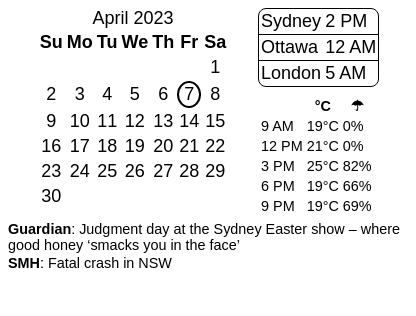 April 2023
Su Mo Tu We Th Fr Sa
1
2 3 4 5 6 7 8
9 10 11 12 13 14 15
16 17 18 19 20 21 22
23 24 25 26 27 28 29
30
Sydney 2 PM
Ottawa 12 AM
London 5 AM
°C ☂
9 AM 19°C 0%
12 PM 21°C 0%
3 PM 25°C 82%
6 PM 19°C 66%
9 PM 19°C 69%
Guardian: Judgment day at the Sydney Easter show – where
good honey ‘smacks you in the face’
SMH: Fatal crash in NSW